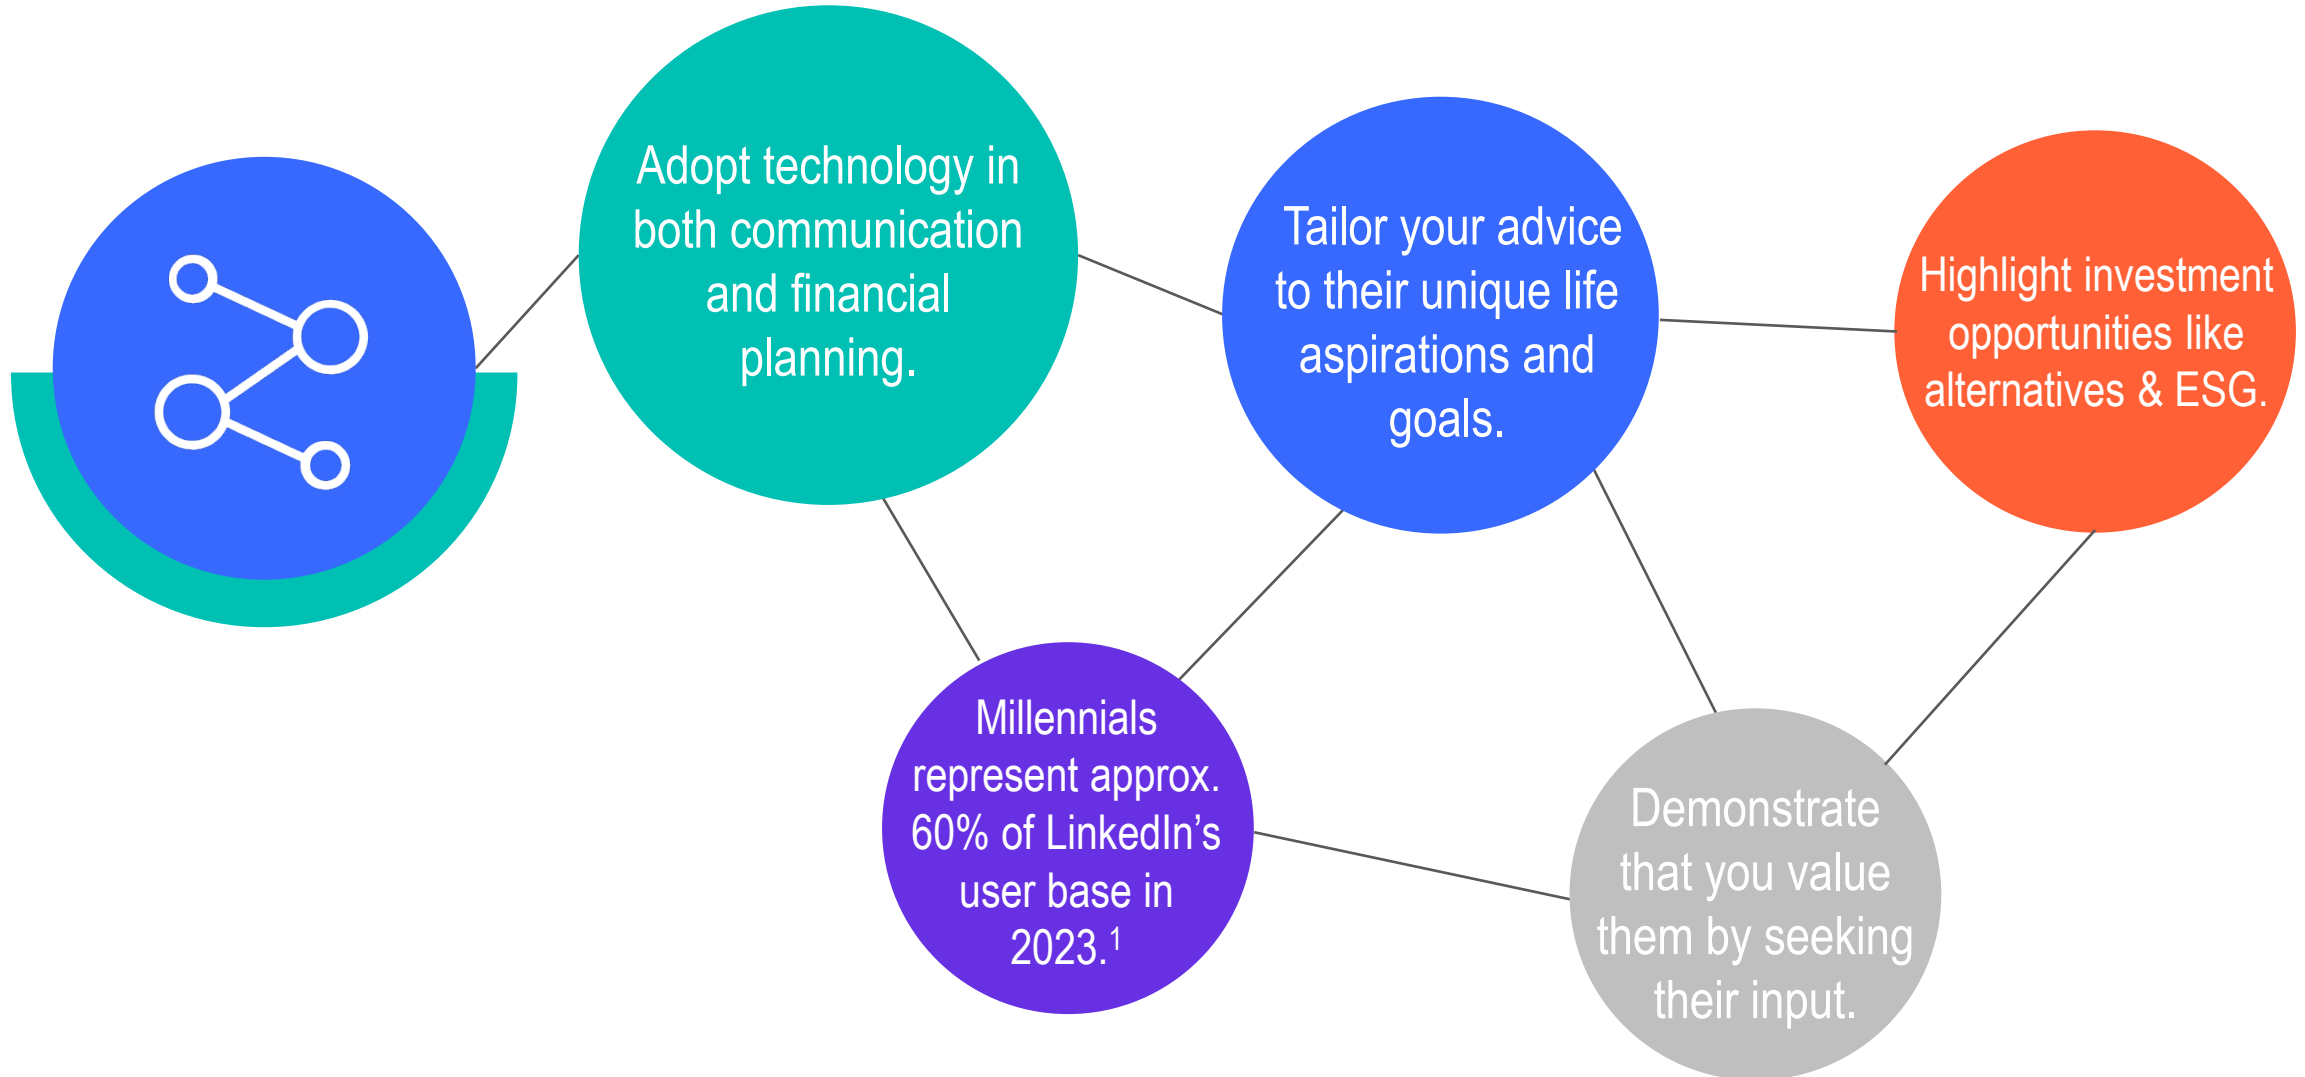 Adopt technology in
both communication
and financial
planning.
Tailor your advice
to their unique life
aspirations and
goals.
Highlight investment
opportunities like
alternatives & ESG.
Millennials
represent approx.
60% of LinkedIn’s
user base in
2023.¹
Demonstrate
that you value
them by seeking
their input.